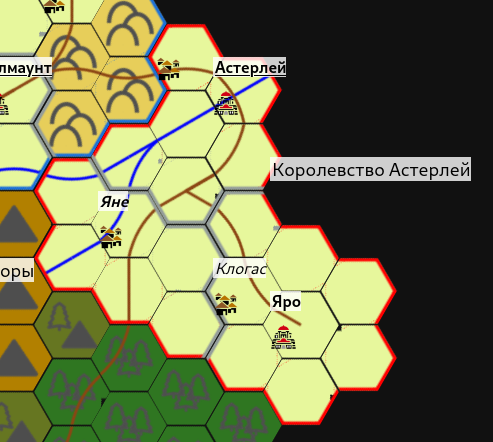 лмаунт
Астерлей
Королевство Астерлей
Яне
Клогас
оры
Яро